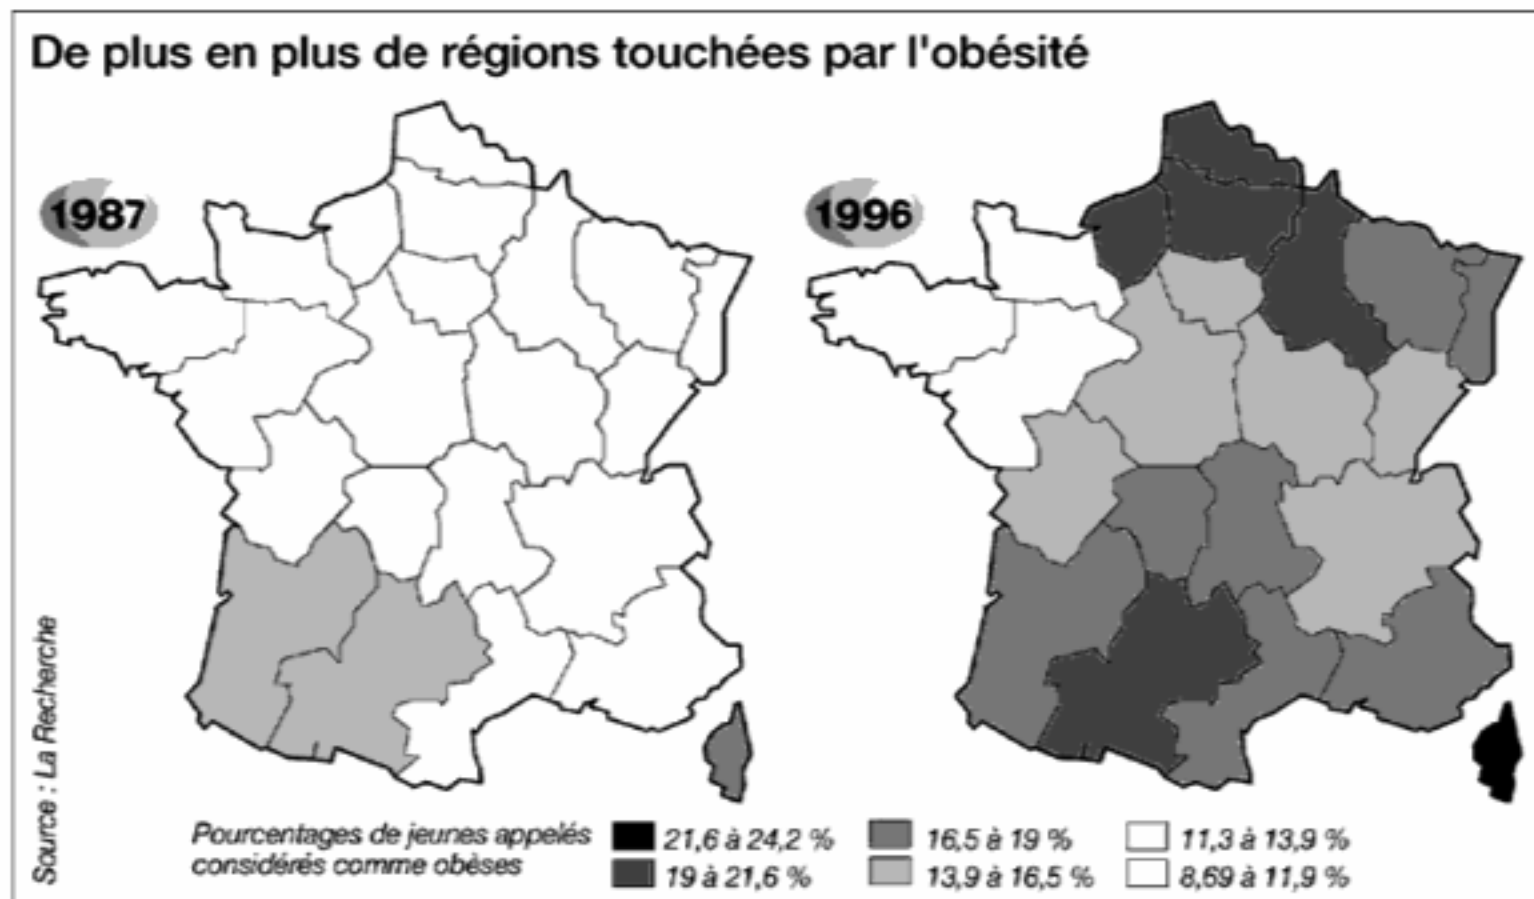 De plus en plus de régions touchées par l'obésité
1987
1996
Source : La Recherche
Pourcentages de jeunes appelés
considérés comme obèses
21,6 à 24,2 %
19 à 21,6 %
16,5 à 19 %
13,9 à 16,5 %
11,3 à 13,9 %
8,69 à 11,9 %